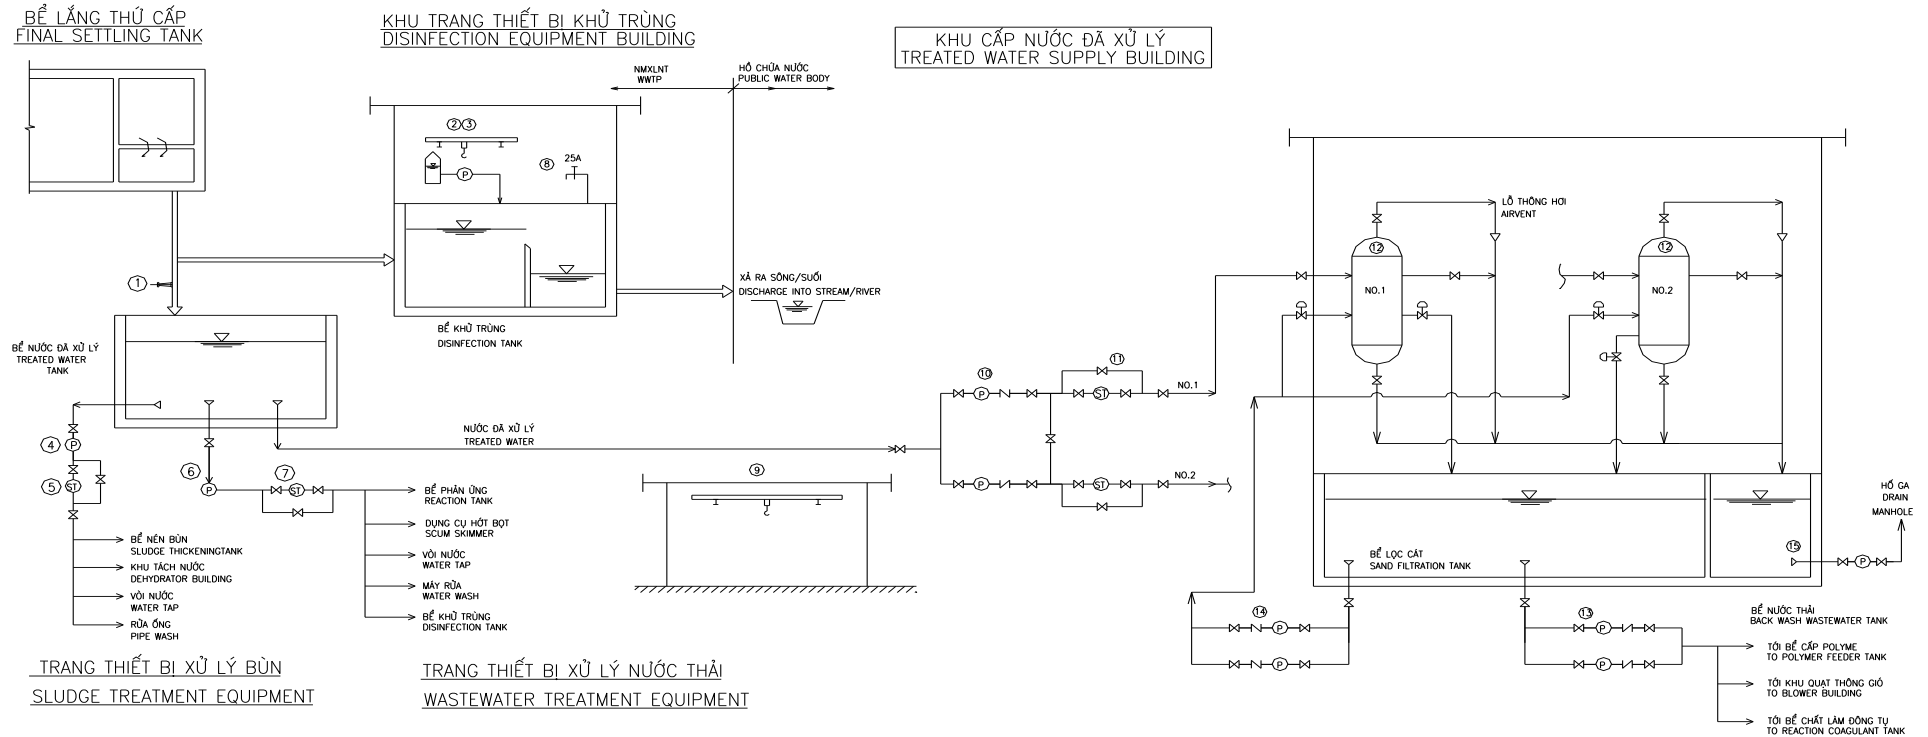 BỂ LẮNG THỨ CẤP
FINAL SETTLING TANK
KHU TRANG THIẾT BỊ KHỬ TRÙNG
DISINFECTION EQUIPMENT BUILDING
KHU CẤP NƯỚC ĐÃ XỬ LÝ
TREATED WATER SUPPLY BUILDING
NMXLNT
WWTP
HỒ CHỨA NƯỚC
PUBLIC WATER BODY
2
3
P
8
25A
1
XẢ RA SÔNG/SUỐI
DISCHARGE INTO STREAM/RIVER
BỂ KHỬ TRÙNG
DISINFECTION TANK
BỂ NƯỚC ĐÃ XỬ LÝ
TREATED WATER
TANK
LỖ THÔNG HƠI
AIRVENT
12
NO.1
12
NO.2
10
P
11
ST
NO.1
P
ST
NO.2
NƯỚC ĐÃ XỬ LÝ
TREATED WATER
4
P
5
ST
6
P
7
ST
9
BỂ PHẢN ỨNG
REACTION TANK
DỤNG CỤ HỚT BỌT
SCUM SKIMMER
VÒI NƯỚC
WATER TAP
MÁY RỬA
WATER WASH
BỂ KHỬ TRÙNG
DISINFECTION TANK
BỂ NÉN BÙN
SLUDGE THICKENINGTANK
KHU TÁCH NƯỚC
DEHYDRATOR BUILDING
VÒI NƯỚC
WATER TAP
RỬA ỐNG
PIPE WASH
HỐ GA
DRAIN
MANHOLE
15
P
BỂ LỌC CÁT
SAND FILTRATION TANK
14
P
P
13
P
P
BỂ NƯỚC THẢI
BACK WASH WASTEWATER TANK
TỚI BỂ CẤP POLYME
TO POLYMER FEEDER TANK
TỚI KHU QUẠT THÔNG GIÓ
TO BLOWER BUILDING
TỚI BỂ CHẤT LÀM ĐÔNG TỤ
TO REACTION COAGULANT TANK
TRANG THIẾT BỊ XỬ LÝ BÙN
SLUDGE TREATMENT EQUIPMENT
TRANG THIẾT BỊ XỬ LÝ NƯỚC THẢI
WASTEWATER TREATMENT EQUIPMENT